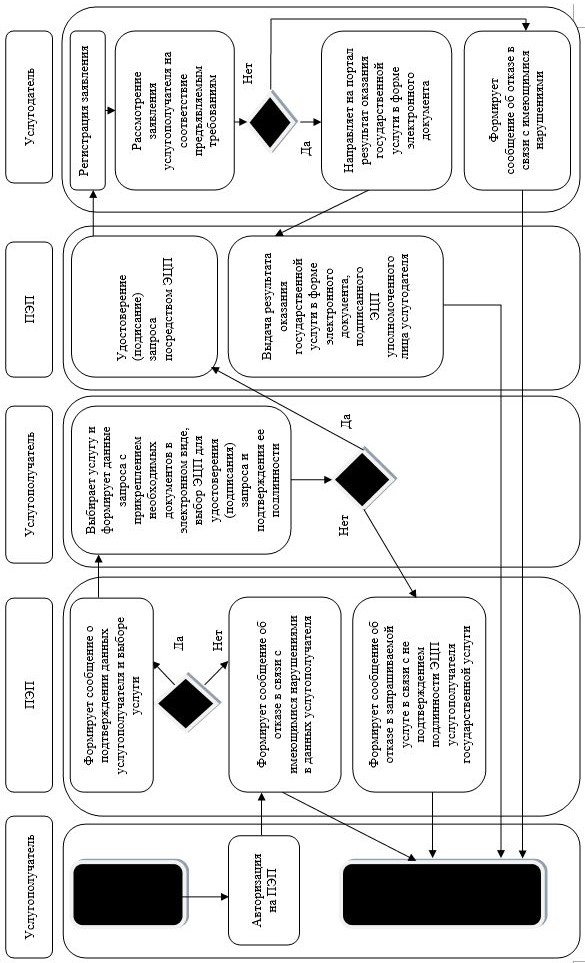 Услугополучатель
Авторизация
на ПЭП
ПЭП
Формирует сообщение о
подтверждении данных
услугополучателя и выборе
услуги
Да
Нет
Формирует сообщение об
отказе в связи с
имеющимися нарушениями
в данных услугополучателя
Формирует сообщение об
отказе в запрашиваемой
услуге в связи с не
подтверждением
подлинности ЭЦП
услугополучателя
государственной услуги
Услугополучатель
Выбирает услугу и
формирует данные
запроса с
прикреплением
необходимых
документов в
электронном виде,
выбор ЭЦП для
удостоверения
(подписания)
запроса и
подтверждения ее
подлинности
Нет
Да
ПЭП
Удостоверение
(подписание)
запроса
посредством ЭЦП
Выдача результата
оказания
государственной
услуги в форме
электронного
документа,
подписанного
ЭЦП
уполномоченного
лица услугодателя
Услугодатель
Регистрация заявления
Рассмотрение
заявления
услугополучателя на
соответствие
предъявляемым
требованиям
Нет
Да
Направляет на портал
результат оказания
государственной
услуги в форме
электронного
документа
Формирует
сообщение об отказе в
связи с имеющимися
нарушениями